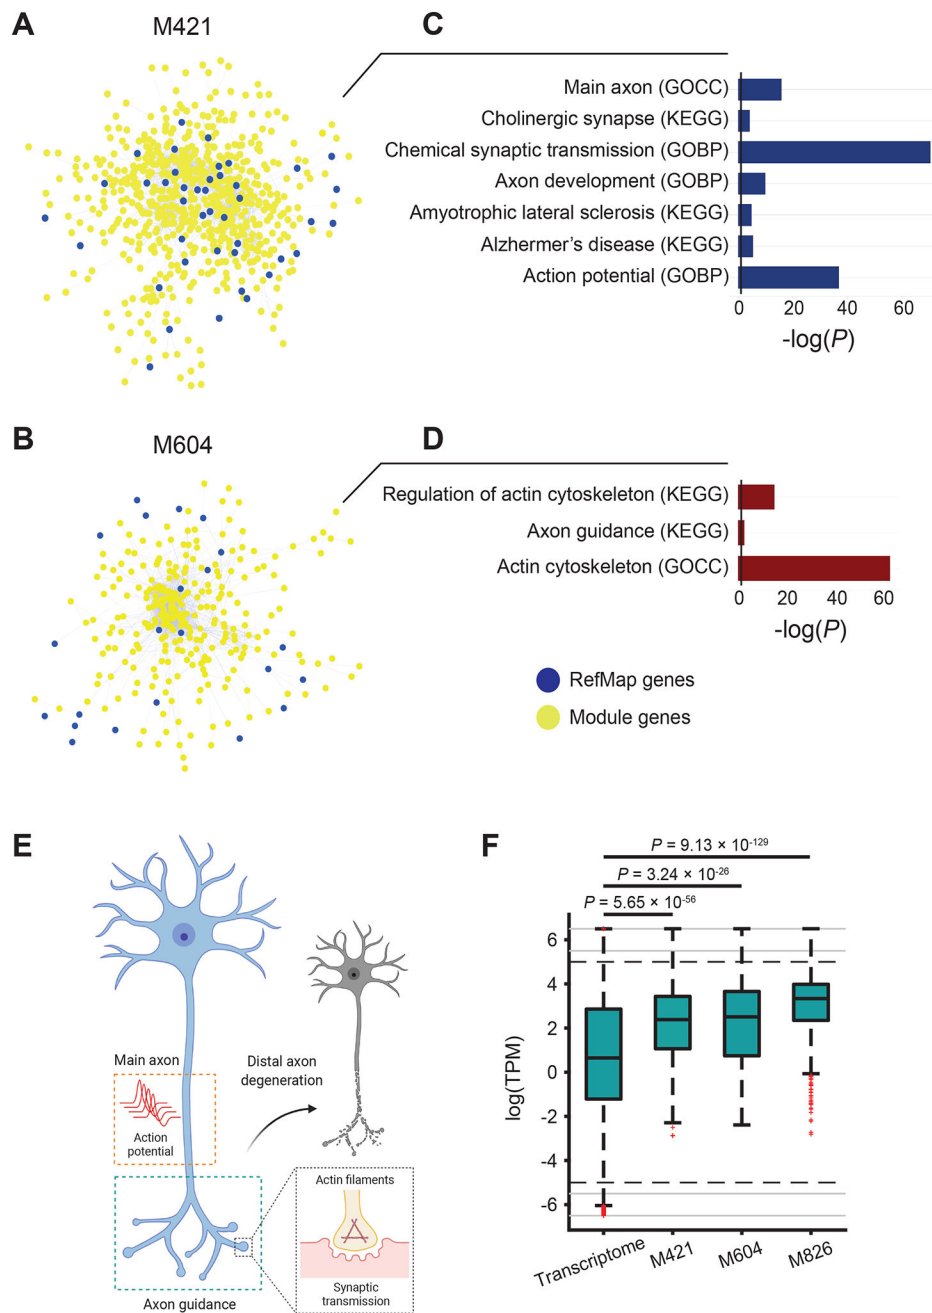 A
M421
C
Main axon (GOCC)
Cholinergic synapse (KEGG)
Chemical synaptic transmission (GOBP)
Axon development (GOBP)
Amyotrophic lateral sclerosis (KEGG)
Alzhermer's disease (KEGG)
Action potential (GOBP)
0 20 40 60
-log(P)
B
M604
D
Regulation of actin cytoskeleton (KEGG)
Axon guidance (KEGG)
Actin cytoskeleton (GOCC)
0 20 40 60
-log(P)
RefMap genes
Module genes
E
Main axon
Action
potential
Distal axon
degeneration
Actin filaments
Synaptic
transmission
Axon guidance
F
P = 9.13 × 10-129
P = 3.24 × 10-26
P = 5.65 × 10-56
6
4
2
0
-2
-4
-6
log(TPM)
Transcriptome M421 M604 M826